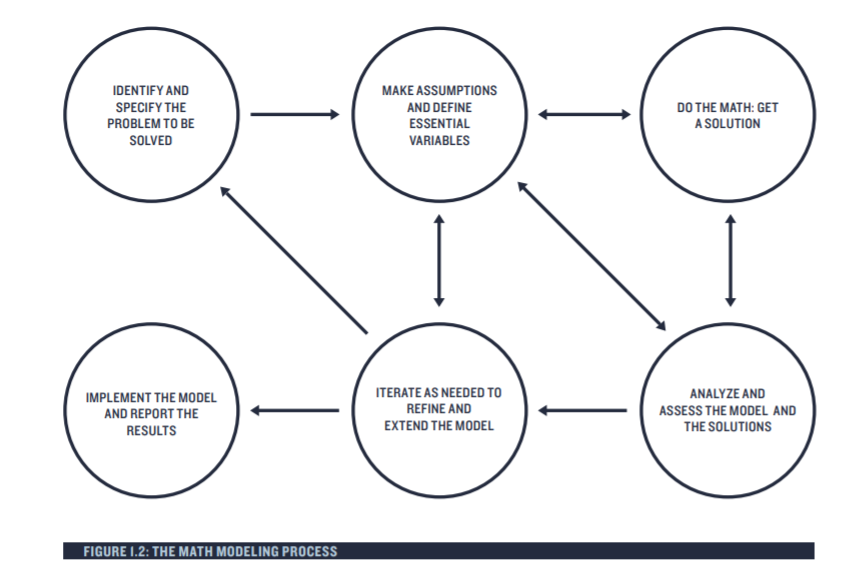 IDENTIFY AND
SPECIFY THE
PROBLEM TO BE
SOLVED
MAKE ASSUMPTIONS
AND DEFINE
ESSENTIAL
VARIABLES
DO THE MATH: GET
A SOLUTION
IMPLEMENT THE MODEL
AND REPORT THE
RESULTS
ITERATE AS NEEDED TO
REFINE AND
EXTEND THE MODEL
ANALYZE AND
ASSESS THE MODEL AND
THE SOLUTIONS
FIGURE I.2: THE MATH MODELING PROCESS